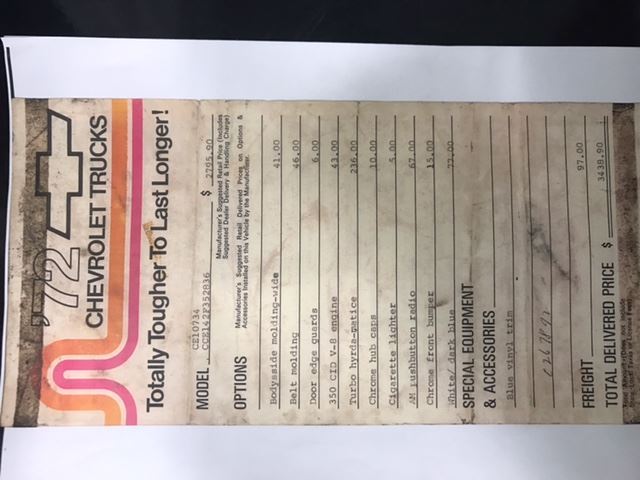 '72
CHEVROLET TRUCKS
Totally Tougher To Last Longer!
CE10734
MODEL CCE142F352836 $ 2795.90
Manufacturer's Suggested Retail Price (Includes
Suggested Dealer Delivery & Handling Charge)
OPTIONS
Manufacturer's Suggested Retail Delivered Prices on Options &
Accessories Installed on this Vehicle by the Manufacturer.
Bodysside molding-wide 41.00
Belt molding 46.00
Door edge guards 6.00
350 CID V-8 engine 43.00
Turbo hyrda-matice 236.00
Chrome hub caps 10.00
Cigarette lighter 5.00
AM pushbutton radio 67.00
Chrome front bumper 15.00
White/ dark blue 77.00
SPECIAL EQUIPMENT
& ACCESSORIES
Blue vinyl trim
FREIGHT 97.00
TOTAL DELIVERED PRICE $ 3438.90